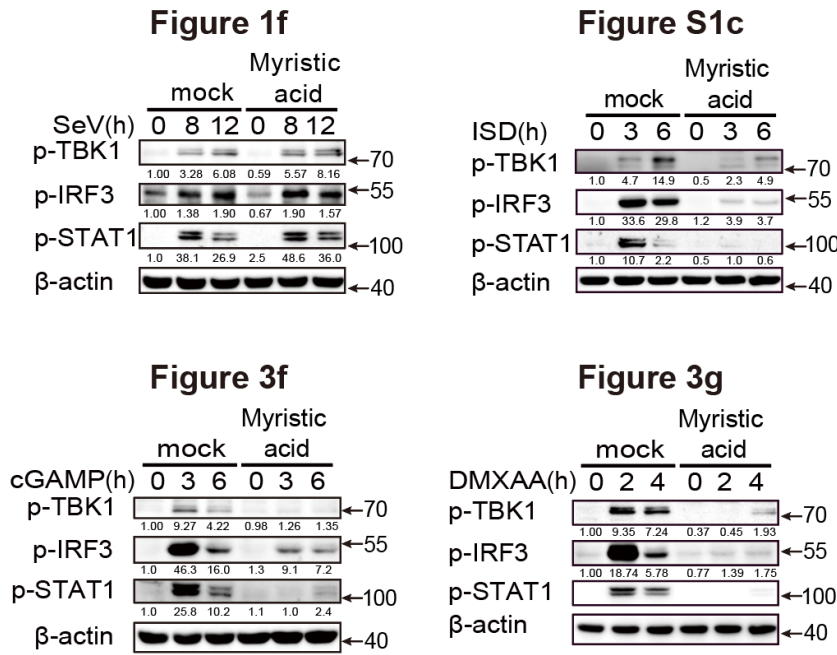 Figure 1f
Myristic
mock acid
SeV(h) 0 8 12 0 8 12
p-TBK1 ←70
1.00 3.28 6.08 0.59 5.57 8.16
p-IRF3 ←55
1.00 1.38 1.90 0.67 1.90 1.57
p-STAT1 ←100
1.0 38.1 26.9 2.5 48.6 36.0
β-actin ←40
Figure S1c
Myristic
mock acid
ISD(h) 0 3 6 0 3 6
p-TBK1 ←70
1.0 4.7 14.9 0.5 2.3 4.9
p-IRF3 ←55
1.0 33.6 29.8 1.2 3.9 3.7
p-STAT1 ←100
1.0 10.7 2.2 0.5 1.0 0.6
β-actin ←40
Figure 3f
Myristic
mock acid
cGAMP(h) 0 3 6 0 3 6
p-TBK1 ←70
1.00 9.27 4.22 0.98 1.26 1.35
p-IRF3 ←55
1.0 46.3 16.0 1.3 9.1 7.2
p-STAT1 ←100
1.0 25.8 10.2 1.1 1.0 2.4
β-actin ←40
Figure 3g
Myristic
mock acid
DMXAA(h) 0 2 4 0 2 4
p-TBK1 ←70
1.00 9.35 7.24 0.37 0.45 1.93
p-IRF3 ←55
1.00 18.74 5.78 0.77 1.39 1.75
p-STAT1 ←100
β-actin ←40